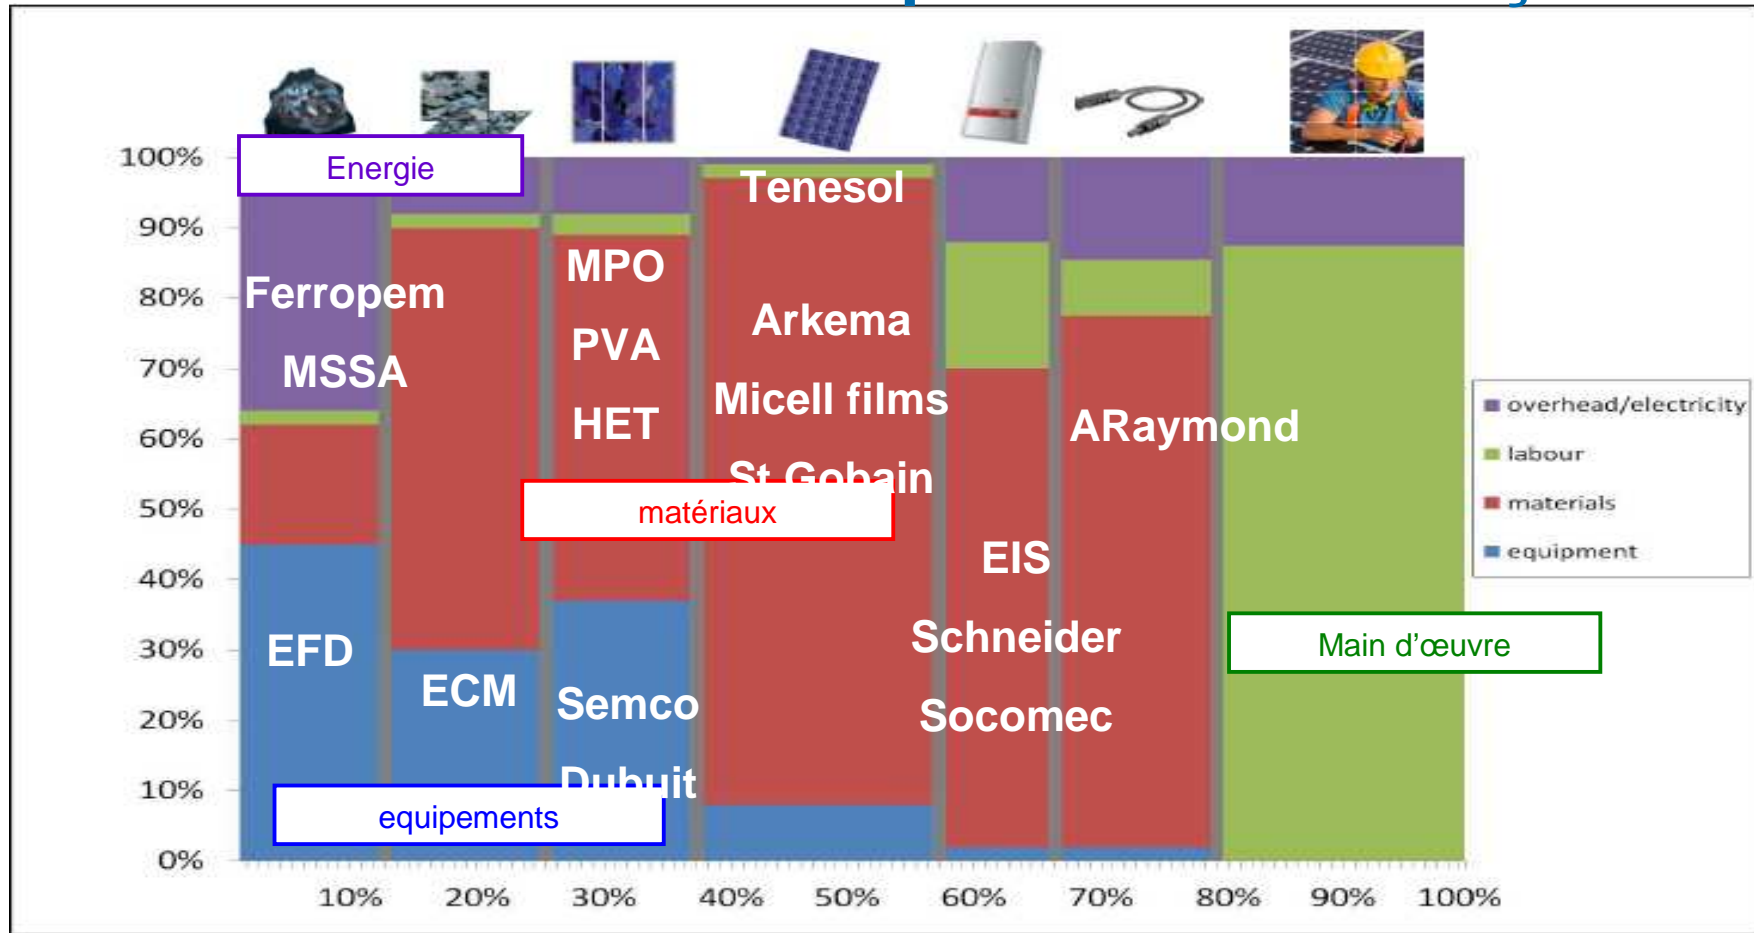 100%
90%
80%
70%
60%
50%
40%
30%
20%
10%
0%
Energie
Ferropem
MSSA
EFD
equipements
ECM
MPO
PVA
HET
matériaux
Semco
Dubuit
Tenesol
Arkema
Micell films
St Gobain
EIS
Schneider
Socomec
ARaymond
Main d'œuvre
overhead/electricity
labour
materials
equipment
10% 20% 30% 40% 50% 60% 70% 80% 90% 100%